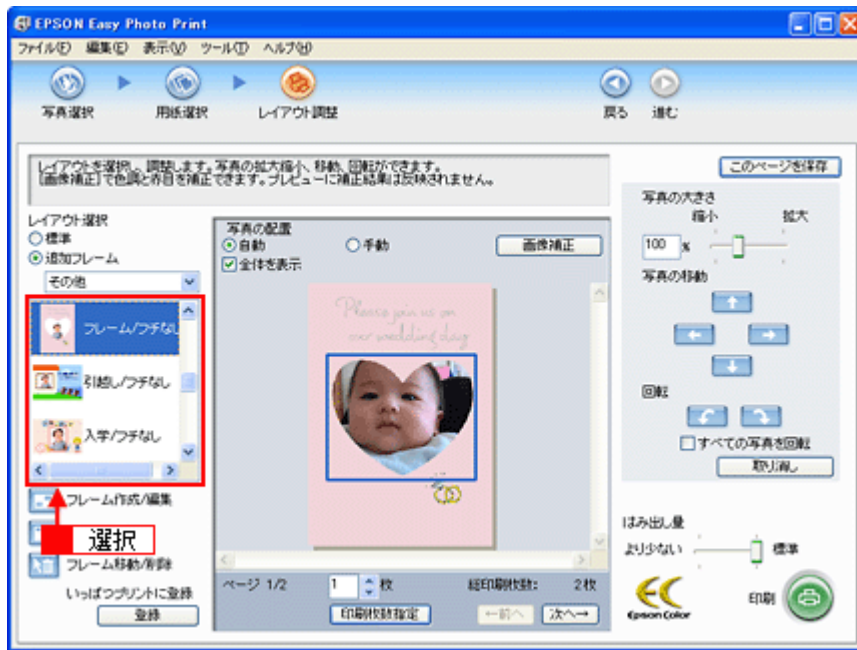 EPSON Easy Photo Print
ファイル(F) 編集(E) 表示(V) ツール(T) ヘルプ(H)
写真選択 用紙選択 レイアウト調整 戻る 進む
レイアウトを選択し、調整します。写真の拡大縮小、移動、回転ができます。
[画像補正]で色調と赤目を補正できます。プレビューに補正結果は反映されません。
このページを保存
レイアウト選択
標準
追加フレーム
その他
フレーム/フチなし
引越し/フチなし
入学/フチなし
選択
フレーム作成/編集
フレーム移動/削除
いっぱつプリントに登録
登録
写真の配置
自動 手動 画像補正
全体を表示
Please join us on
our wedding day
ページ 1/2 1 枚 総印刷枚数: 2枚
印刷枚数指定 ←前へ 次へ→
写真の大きさ
縮小 拡大
100 %
写真の移動
回転
すべての写真を回転
取り消し
はみ出し量
より少ない 標準
Epson Color
印刷